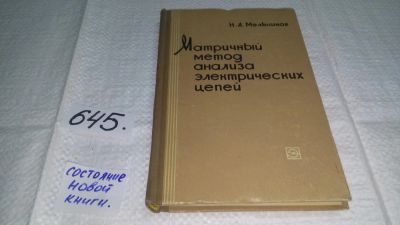 Н. А. Мельников
Матричный
метод
анализа
электрических
цепей
645.
состояние
новой
книги.